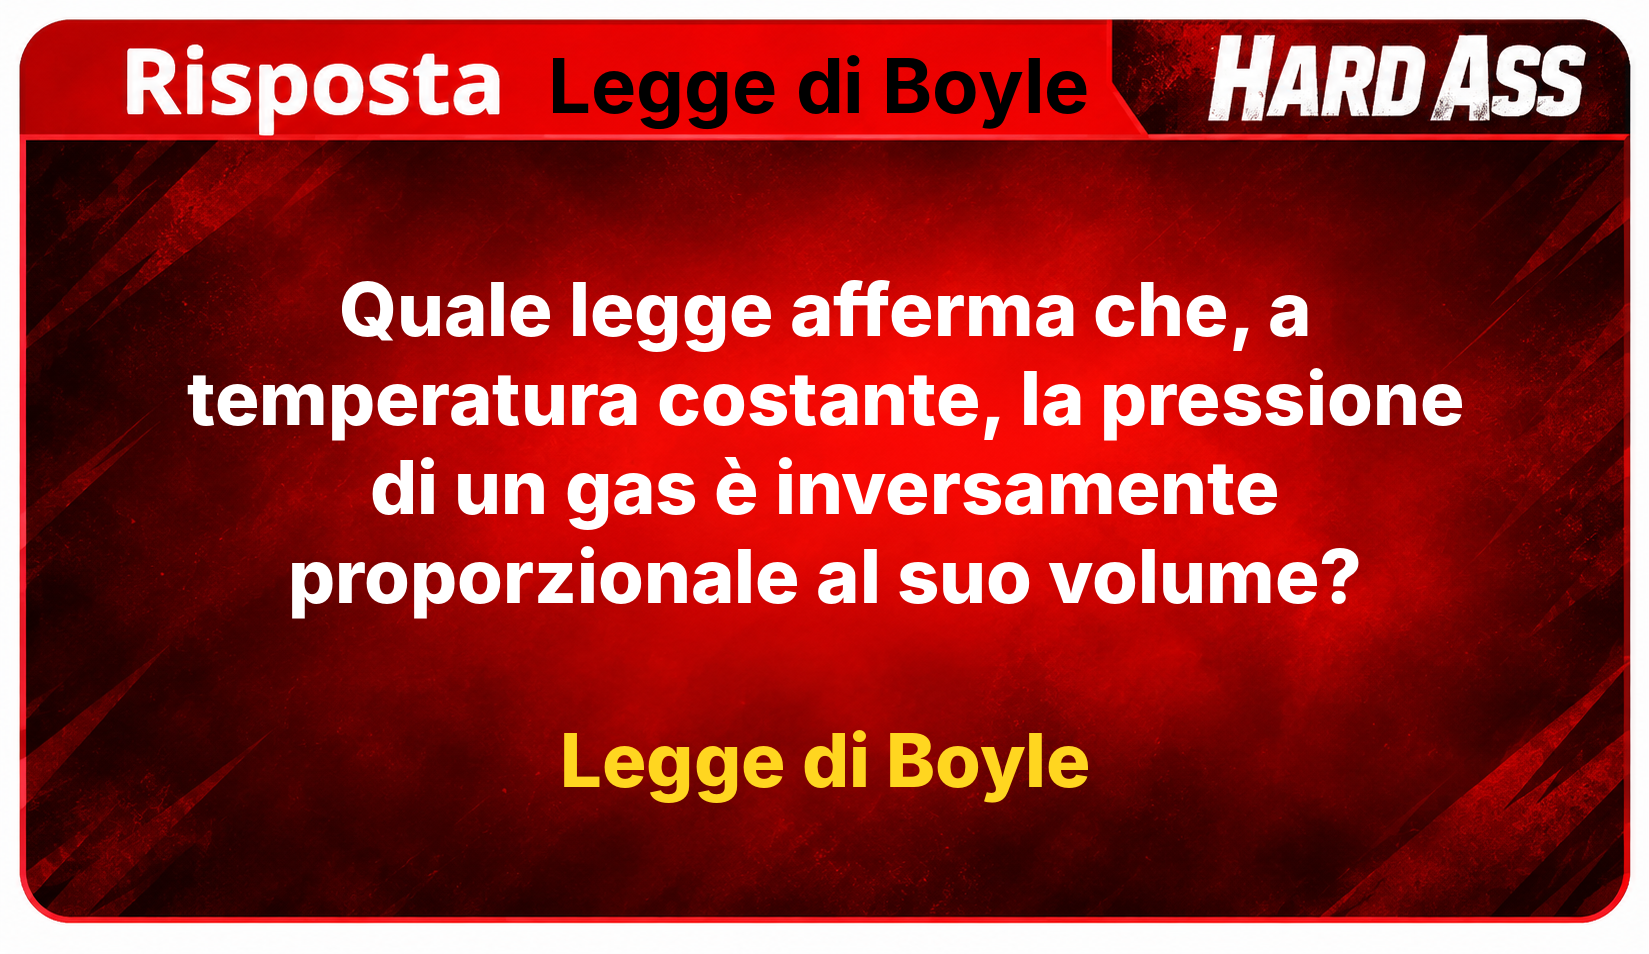 Risposta Legge di Boyle HARD ASS
Quale legge afferma che, a
temperatura costante, la pressione
di un gas è inversamente
proporzionale al suo volume?
Legge di Boyle